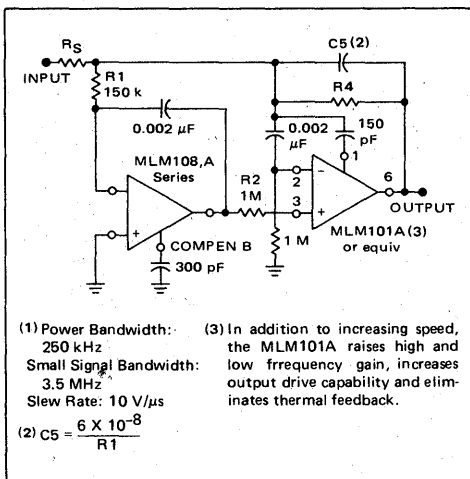 C5(2)
RS
INPUT
R1
150 k
R4
0.002 μF
0.002
μF
150
pF
1
MLM108,A
Series
R2
1M
2
3
6
−
+
+
OUTPUT
MLM101A(3)
or equiv
COMPEN B
1 M
300 pF
(1) Power Bandwidth:
250 kHz
Small Signal Bandwidth:
3.5 MHz
Slew Rate: 10 V/μs
(2) C5 = 6 X 10−8
R1
(3) In addition to increasing speed,
the MLM101A raises high and
low frrequency gain, increases
output drive capability and elim-
inates thermal feedback.